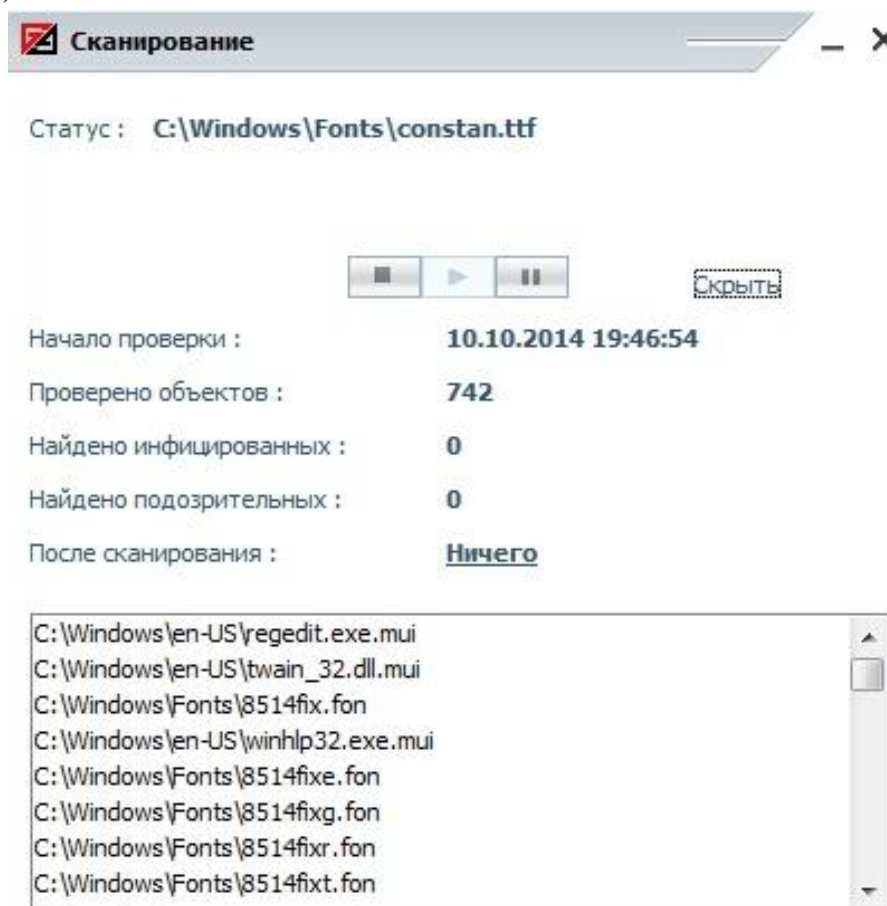 Сканирование
Статус : C:\Windows\Fonts\constan.ttf
Скрыть
Начало проверки : 10.10.2014 19:46:54
Проверено объектов : 742
Найдено инфицированных : 0
Найдено подозрительных : 0
После сканирования : Ничего
C:\Windows\en-US\regedit.exe.mui
C:\Windows\en-US\twain_32.dll.mui
C:\Windows\Fonts\8514fix.fon
C:\Windows\en-US\winhlp32.exe.mui
C:\Windows\Fonts\8514fixe.fon
C:\Windows\Fonts\8514fixg.fon
C:\Windows\Fonts\8514fixr.fon
C:\Windows\Fonts\8514fixt.fon